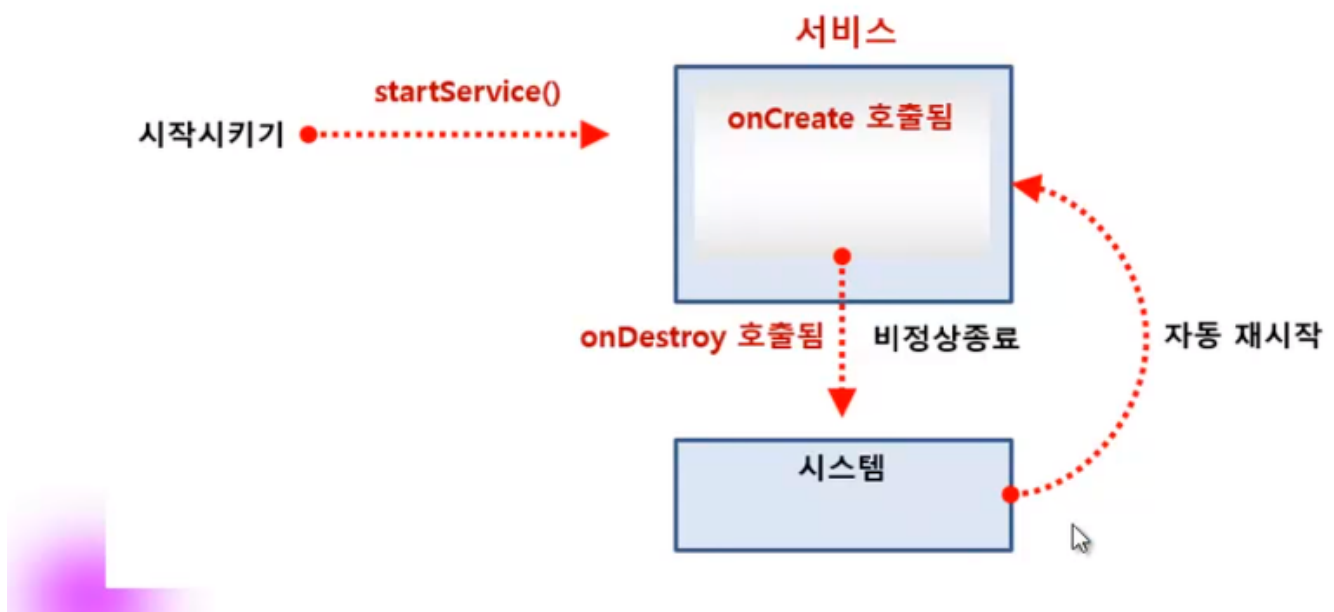 서비스
startService()
시작시키기
onCreate 호출됨
onDestroy 호출됨
비정상종료
자동 재시작
시스템